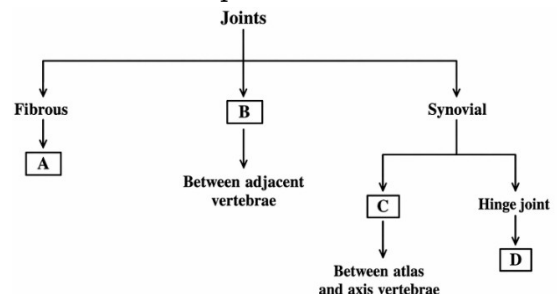 Joints
Fibrous
B
Synovial
A
Between adjacent
vertebrae
C
Hinge joint
D
Between atlas
and axis vertebrae